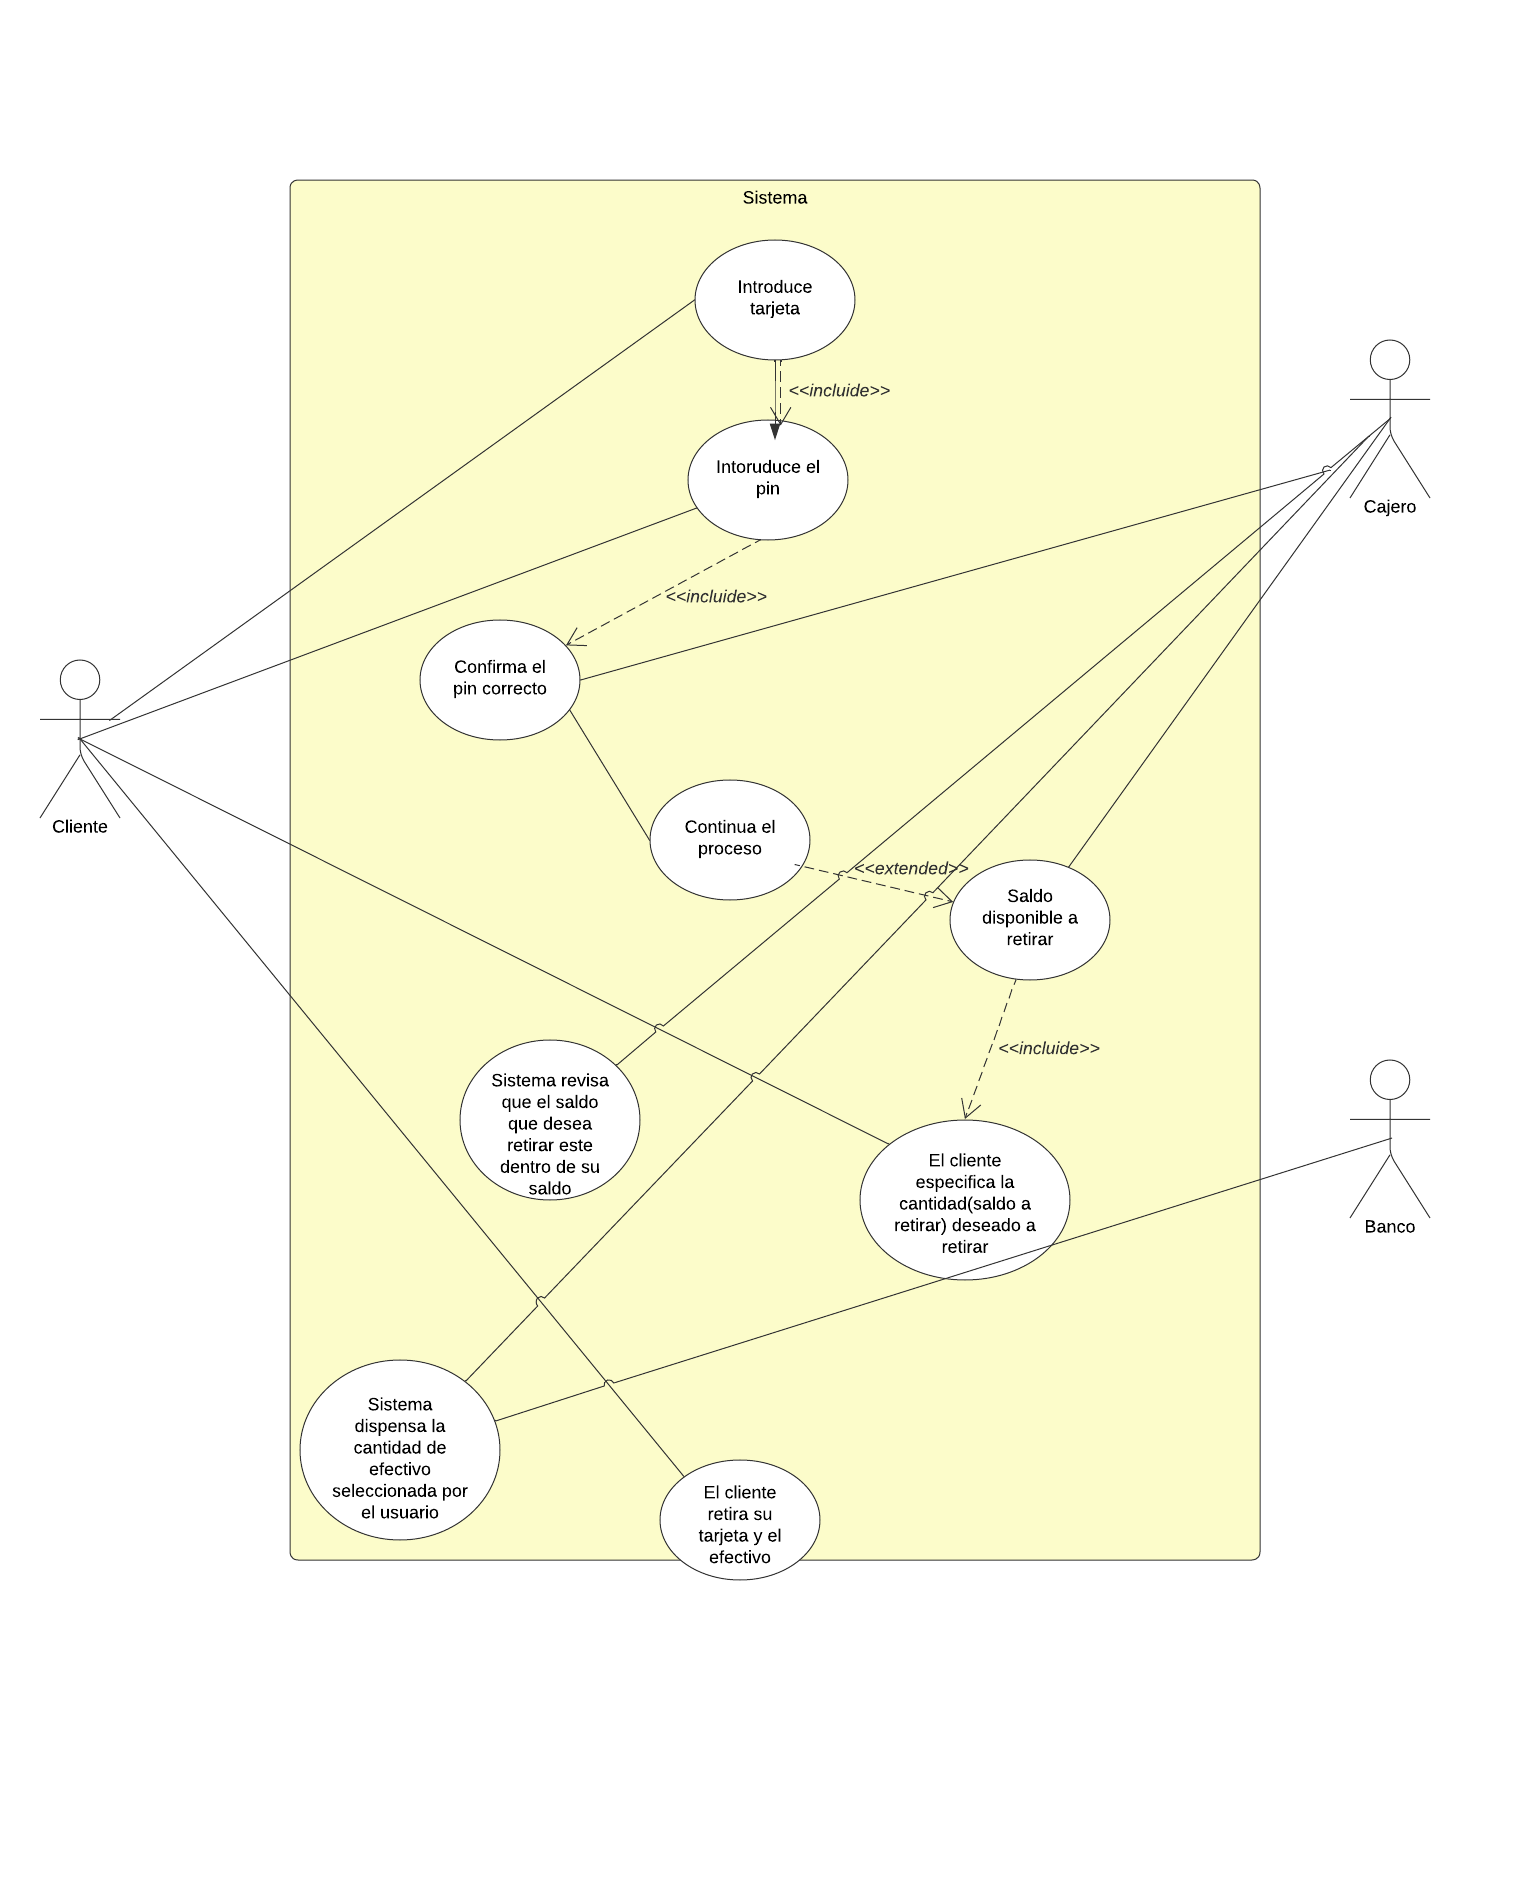 Sistema
Introduce
tarjeta
<<incluide>>
Intoruduce el
pin
Cajero
<<incluide>>
Confirma el
pin correcto
Cliente
Continua el
proceso
<<extended>>
Saldo
disponible a
retirar
<<incluide>>
Sistema revisa
que el saldo
que desea
retirar este
dentro de su
saldo
El cliente
especifica la
cantidad(saldo a
retirar) deseado a
retirar
Banco
Sistema
dispensa la
cantidad de
efectivo
seleccionada por
el usuario
El cliente
retira su
tarjeta y el
efectivo